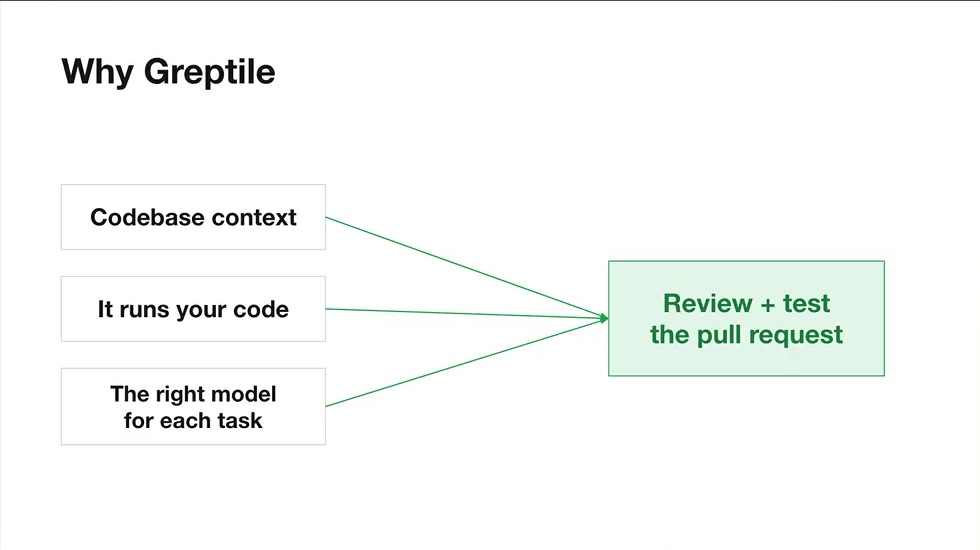 Why Greptile
Codebase context
It runs your code
The right model
for each task
Review + test
the pull request